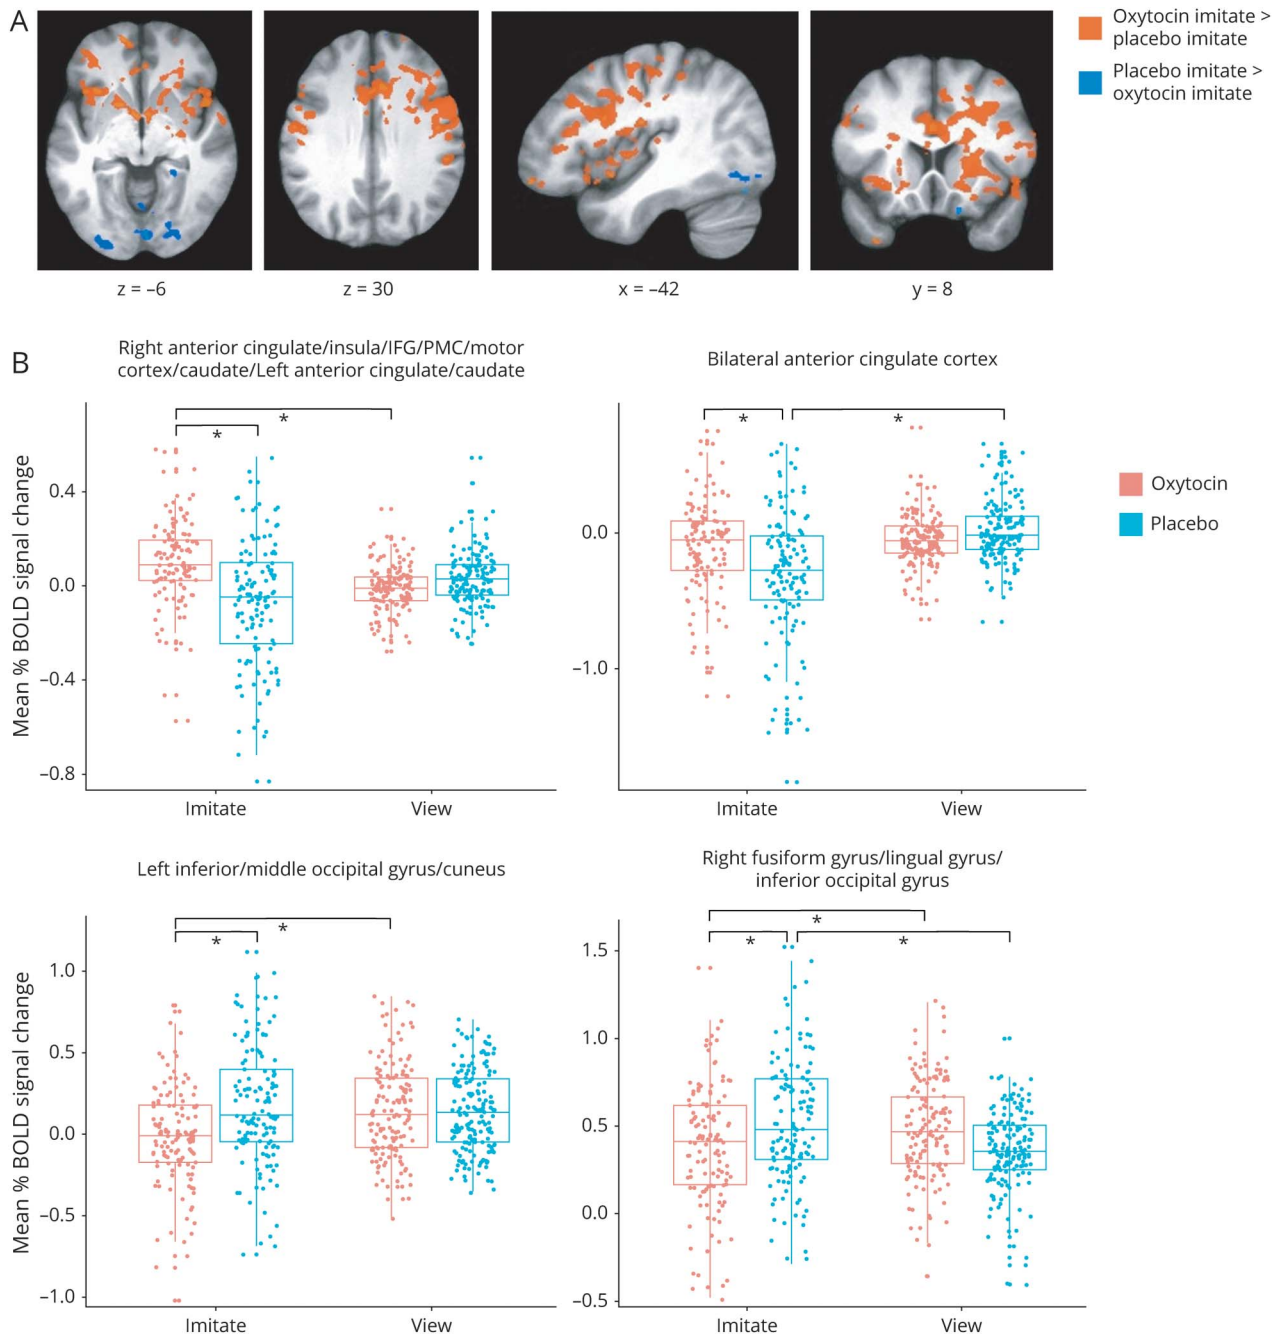 A
Oxytocin imitate >
placebo imitate
Placebo imitate >
oxytocin imitate
z = –6
z = 30
x = –42
y = 8
B
Right anterior cingulate/insula/IFG/PMC/motor
cortex/caudate/Left anterior cingulate/caudate
Mean % BOLD signal change
0.4
0.0
–0.4
–0.8
*
*
Imitate
View
Bilateral anterior cingulate cortex
0.0
–1.0
*
*
Imitate
View
Oxytocin
Placebo
Left inferior/middle occipital gyrus/cuneus
Mean % BOLD signal change
1.0
0.5
0.0
–0.5
–1.0
*
*
Imitate
View
Right fusiform gyrus/lingual gyrus/
inferior occipital gyrus
1.5
1.0
0.5
0.0
–0.5
*
*
*
Imitate
View